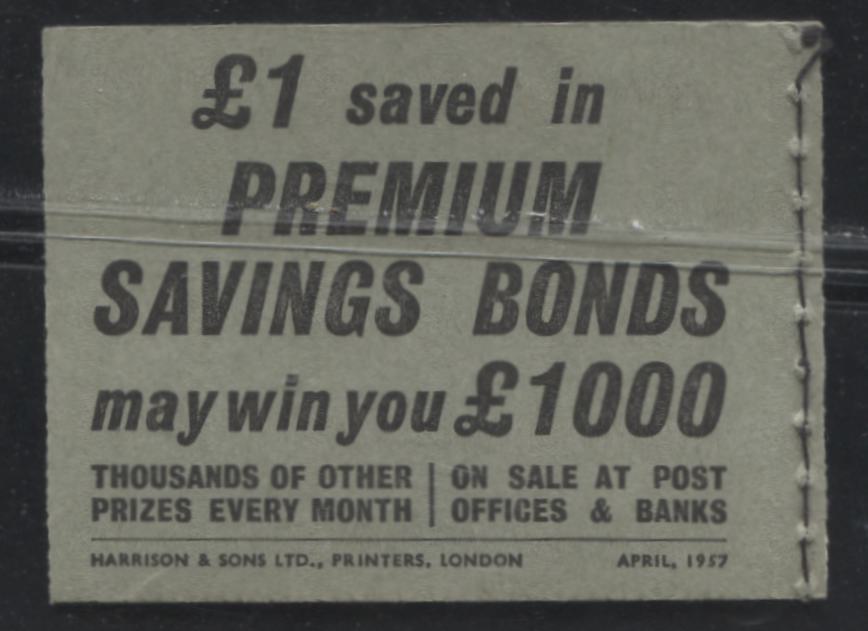 £1 saved in
PREMIUM
SAVINGS BONDS
may win you £1000
THOUSANDS OF OTHER
PRIZES EVERY MONTH
ON SALE AT POST
OFFICES & BANKS
HARRISON & SONS LTD., PRINTERS, LONDON APRIL, 1957